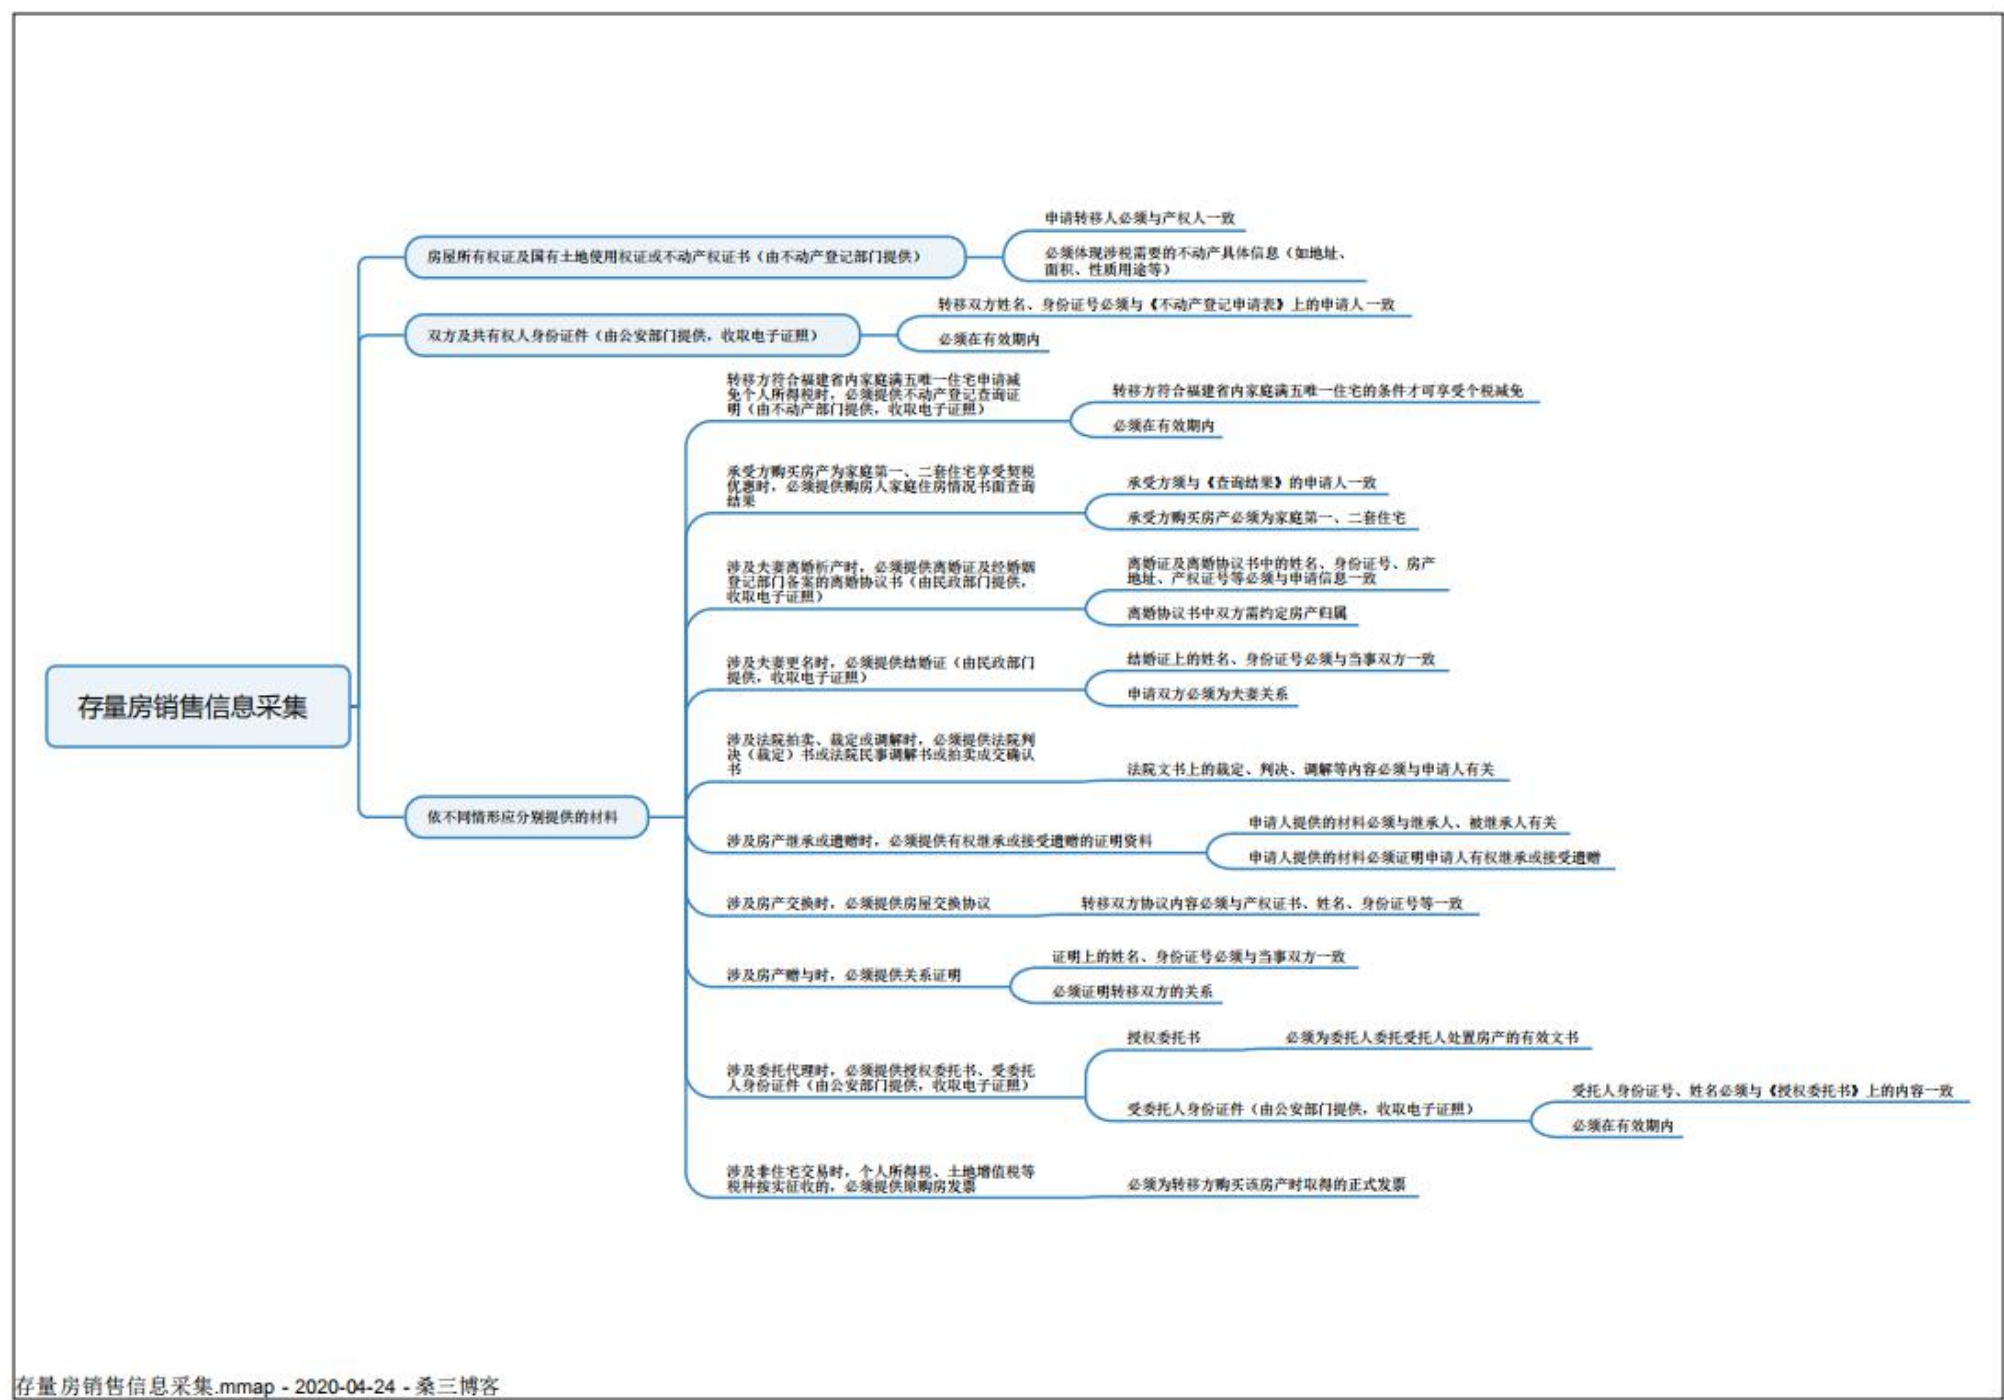 申请转移人必须与产权人一致
房屋所有权证及国有土地使用权证或不动产权证书（由不动产登记部门提供）
必须体现涉税需要的不动产具体信息（如地址、
面积、性质用途等）
转移双方姓名、身份证号必须与《不动产登记申请表》上的申请人一致
双方及共有权人身份证件（由公安部门提供，收取电子证照）
必须在有效期内
转移方符合福建省内家庭满五唯一住宅申请减
免个人所得税时，必须提供不动产登记查询证
明（由不动产部门提供，收取电子证照）
转移方符合福建省内家庭满五唯一住宅的条件才可享受个税减免
必须在有效期内
承受方购买房产为家庭第一、二套住宅享受契税
优惠时，必须提供购房人家庭住房情况书面查询
结果
承受方须与《查询结果》的申请人一致
承受方购买房产必须为家庭第一、二套住宅
涉及夫妻离婚析产时，必须提供离婚证及经婚姻
登记部门备案的离婚协议书（由民政部门提供，
收取电子证照）
离婚证及离婚协议书中的姓名、身份证号、房产
地址、产权证号等必须与申请信息一致
离婚协议书中双方需约定房产归属
涉及夫妻更名时，必须提供结婚证（由民政部门
提供，收取电子证照）
结婚证上的姓名、身份证号必须与当事双方一致
申请双方必须为夫妻关系
存量房销售信息采集
涉及法院拍卖、裁定或调解时，必须提供法院判
决（裁定）书或法院民事调解书或拍卖成交确认
书
法院文书上的裁定、判决、调解等内容必须与申请人有关
依不同情形应分别提供的材料
涉及房产继承或遗赠时，必须提供有权继承或接受遗赠的证明资料
申请人提供的材料必须与继承人、被继承人有关
申请人提供的材料必须证明申请人有权继承或接受遗赠
涉及房产交换时，必须提供房屋交换协议
转移双方协议内容必须与产权证书、姓名、身份证号等一致
涉及房产赠与时，必须提供关系证明
证明上的姓名、身份证号必须与当事双方一致
必须证明转移双方的关系
涉及委托代理时，必须提供授权委托书、受委托
人身份证件（由公安部门提供，收取电子证照）
授权委托书
必须为委托人委托受托人处置房产的有效文书
受委托人身份证件（由公安部门提供，收取电子证照）
受托人身份证号、姓名必须与《授权委托书》上的内容一致
必须在有效期内
涉及非住宅交易时，个人所得税、土地增值税等
税种按实征收的，必须提供原购房发票
必须为转移方购买该房产时取得的正式发票
存量房销售信息采集.mmap - 2020-04-24 - 桑三博客